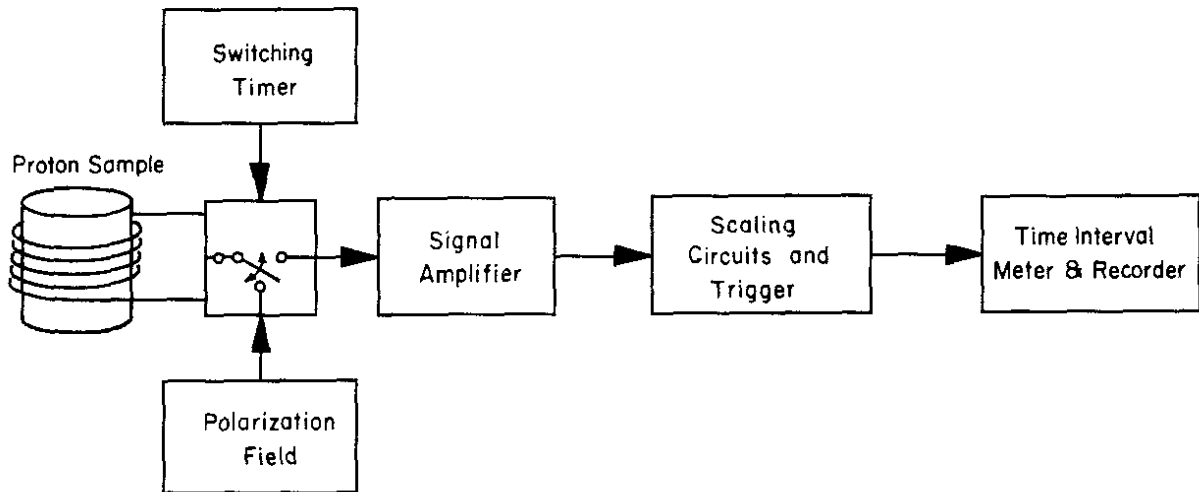 Switching
Timer
Proton Sample
Signal
Amplifier
Scaling
Circuits and
Trigger
Time Interval
Meter & Recorder
Polarization
Field